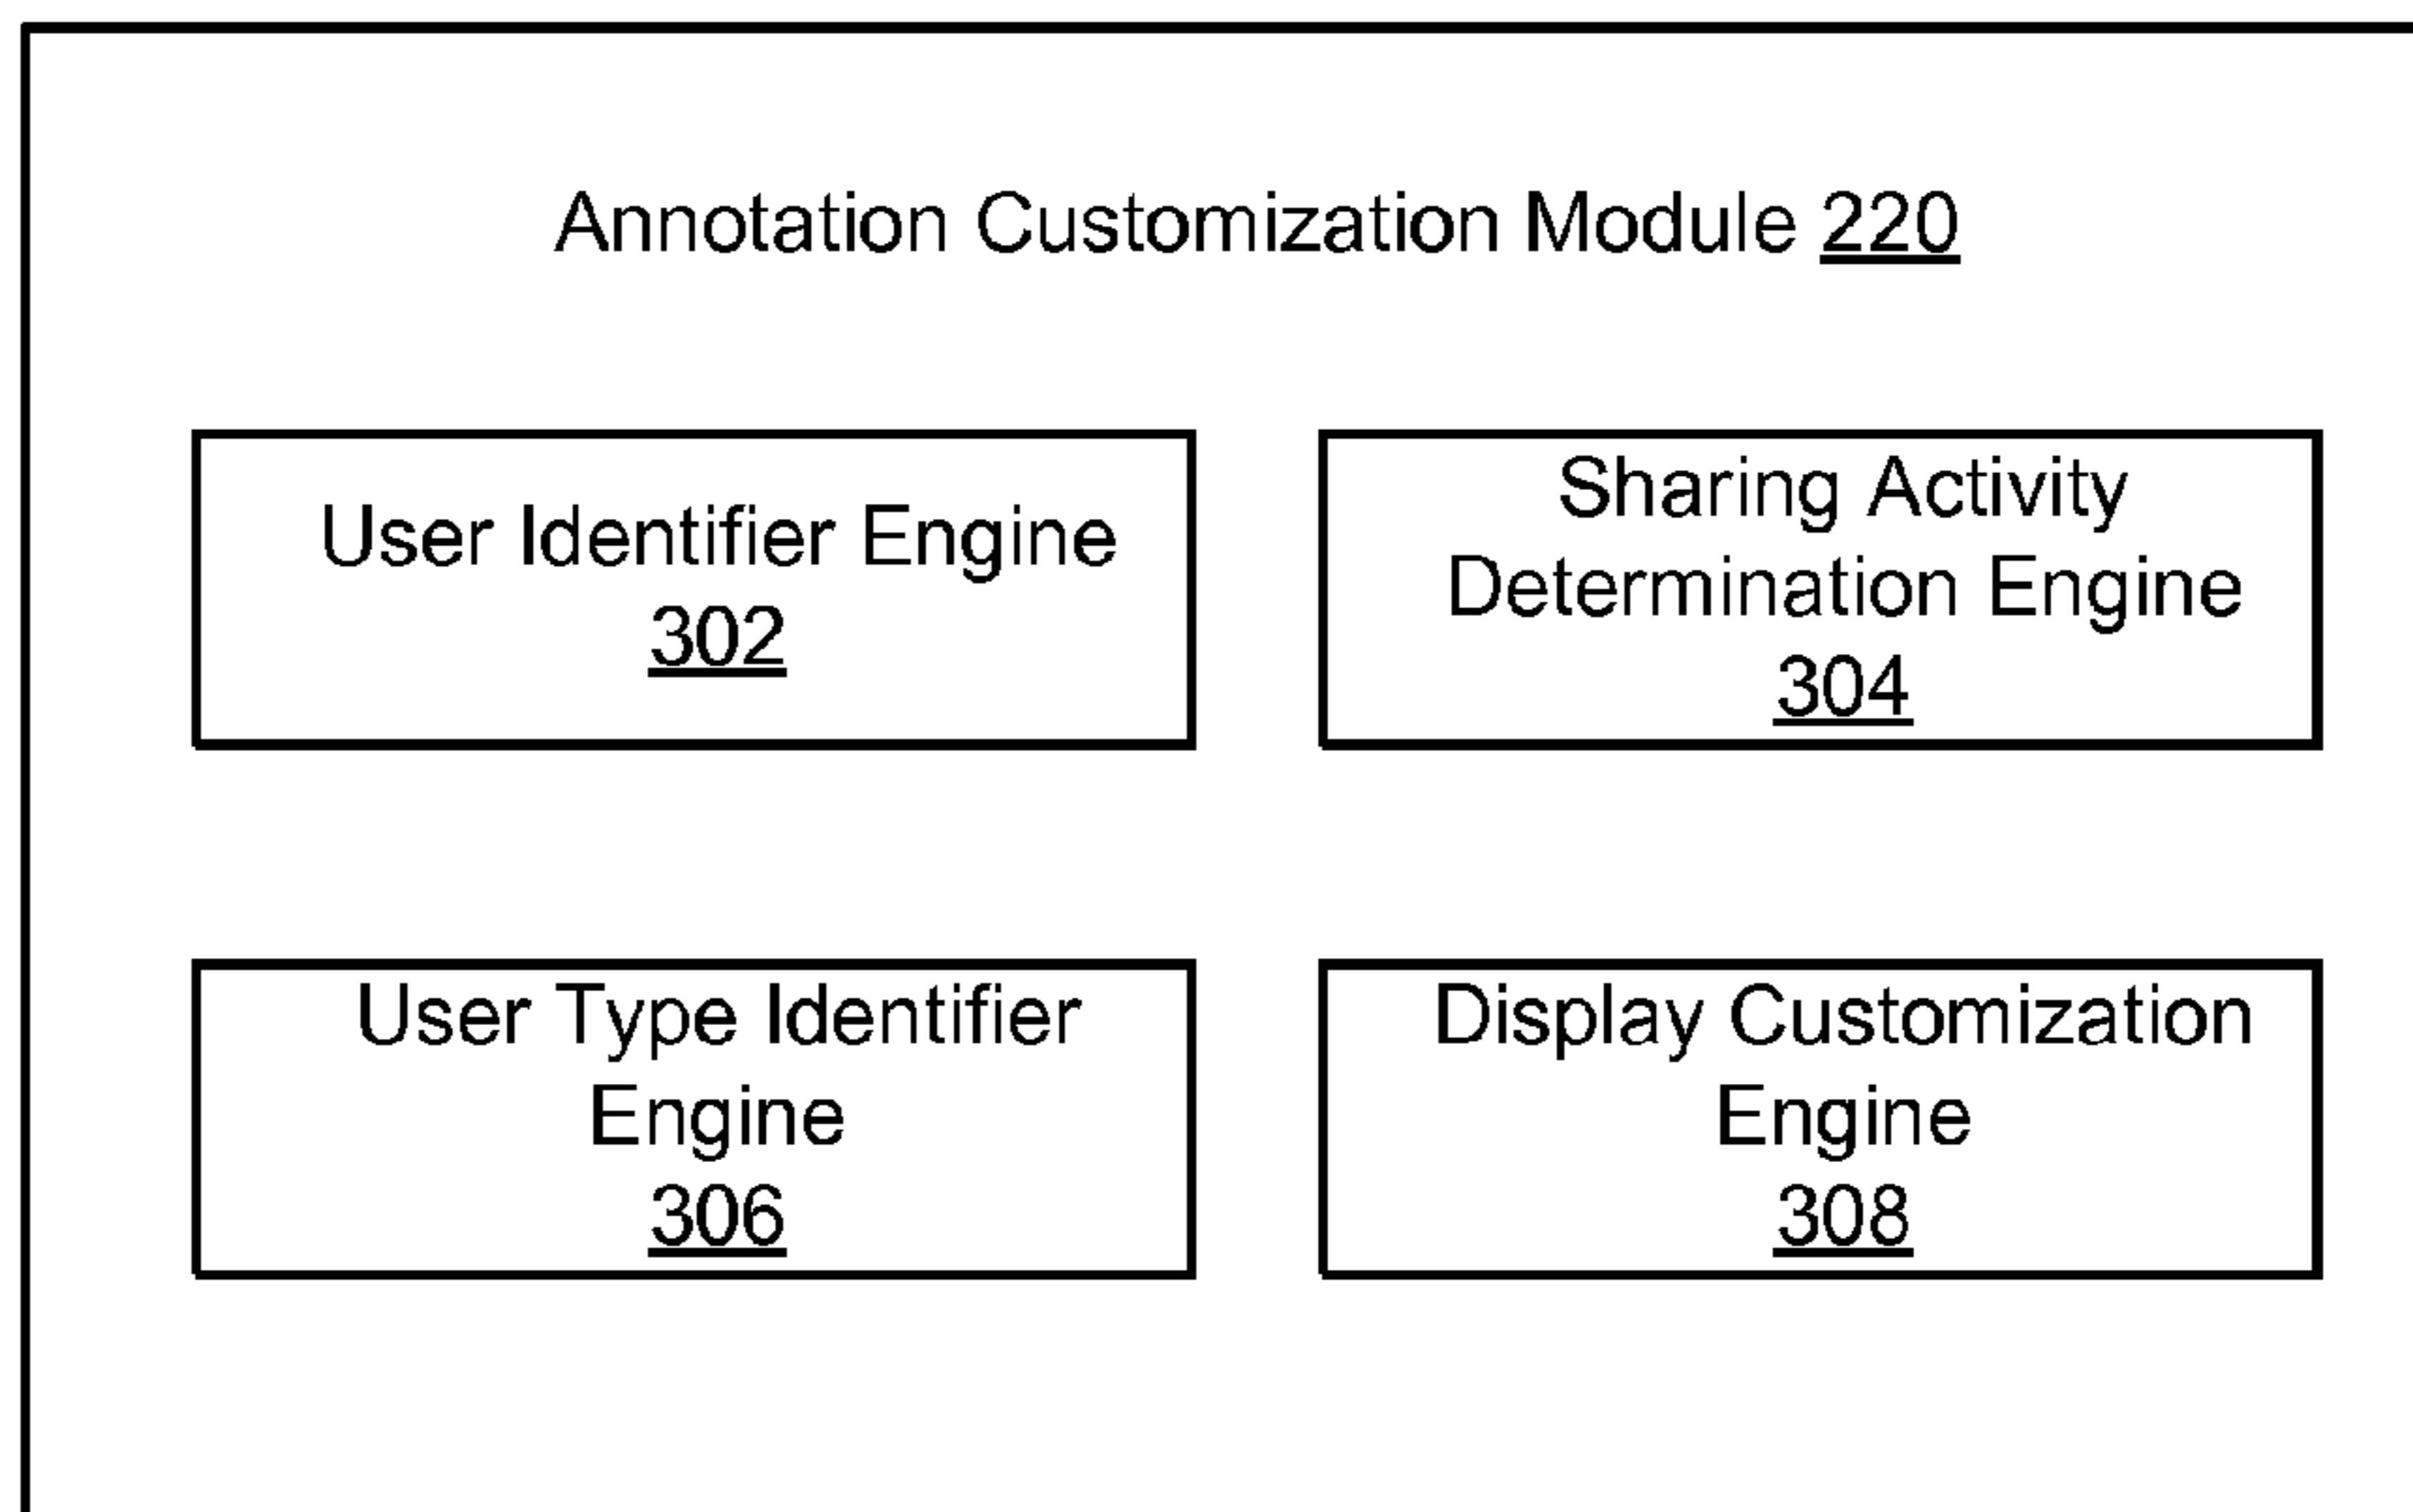 Annotation Customization Module 220
User Identifier Engine
302
Sharing Activity
Determination Engine
304
User Type Identifier
Engine
306
Display Customization
Engine
308